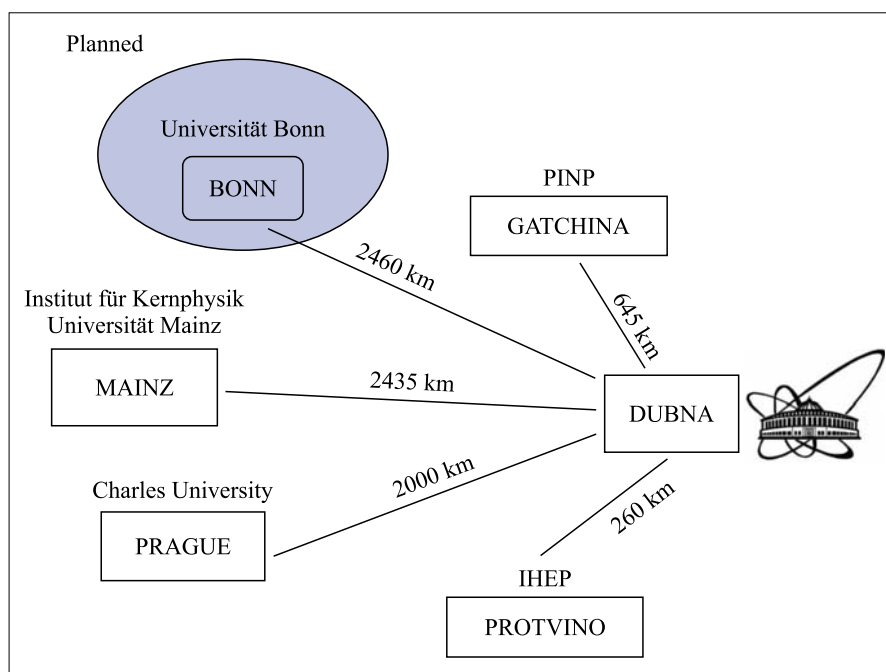 Planned
Universität Bonn
BONN
2460 km
PINP
GATCHINA
645 km
Institut für Kernphysik
Universität Mainz
MAINZ
2435 km
DUBNA
Charles University
PRAGUE
2000 km
260 km
IHEP
PROTVINO